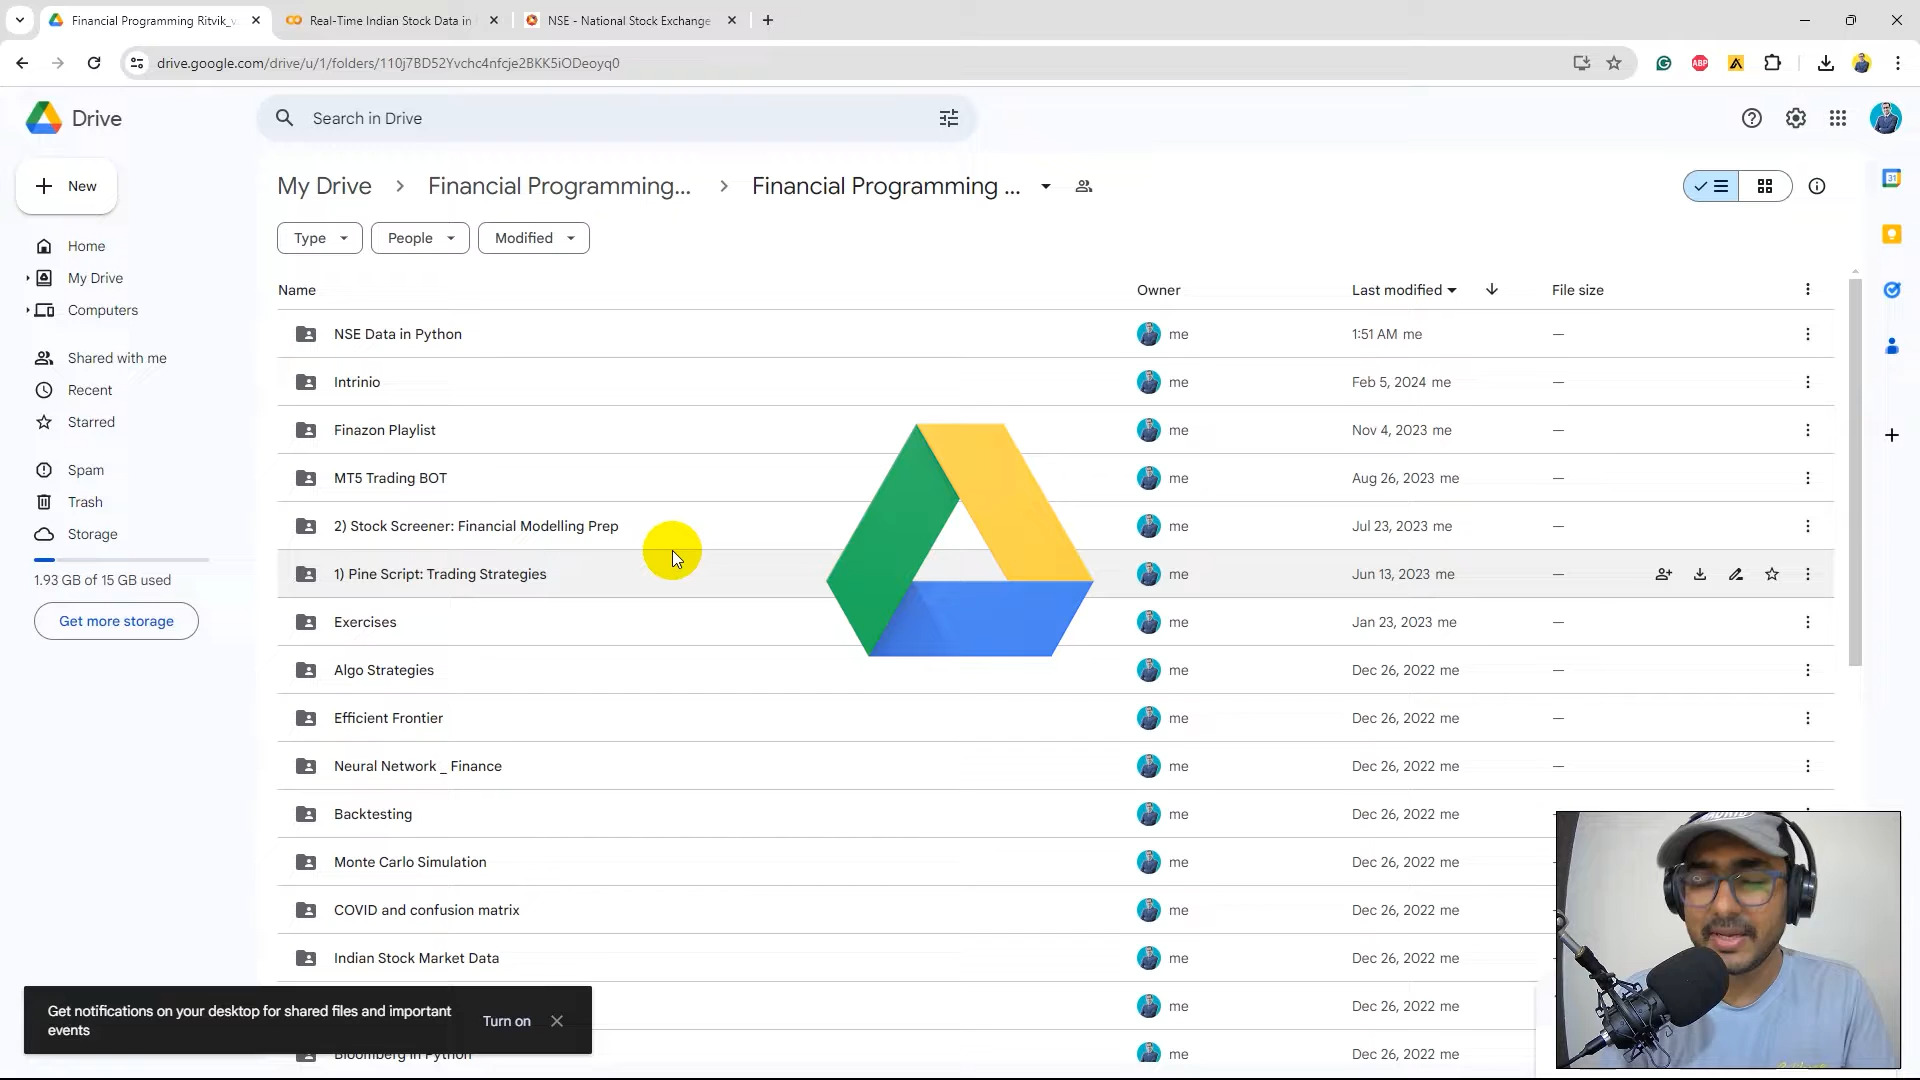 Financial Programming Ritvik_v
Real-Time Indian Stock Data in
NSE - National Stock Exchange
drive.google.com/drive/u/1/folders/110j7BD52Yvchc4nfcje2BKK5iODeoyq0
ABP
Drive
Search in Drive
New
My Drive
Financial Programming...
Financial Programming ...
31
Type
People
Modified
Home
My Drive
Computers
Shared with me
Recent
Starred
Spam
Trash
Storage
1.93 GB of 15 GB used
Get more storage
Name Owner Last modified File size
NSE Data in Python me 1:51 AM me —
Intrinio me Feb 5, 2024 me —
Finazon Playlist me Nov 4, 2023 me —
MT5 Trading BOT me Aug 26, 2023 me —
2) Stock Screener: Financial Modelling Prep me Jul 23, 2023 me —
1) Pine Script: Trading Strategies me Jun 13, 2023 me —
Exercises me Jan 23, 2023 me —
Algo Strategies me Dec 26, 2022 me —
Efficient Frontier me Dec 26, 2022 me —
Neural Network _ Finance me Dec 26, 2022 me —
Backtesting me Dec 26, 2022 me
Monte Carlo Simulation me Dec 26, 2022 me
COVID and confusion matrix me Dec 26, 2022 me
Indian Stock Market Data me Dec 26, 2022 me
me Dec 26, 2022 me
Bloomberg in Python me Dec 26, 2022 me
Get notifications on your desktop for shared files and important
events
Turn on